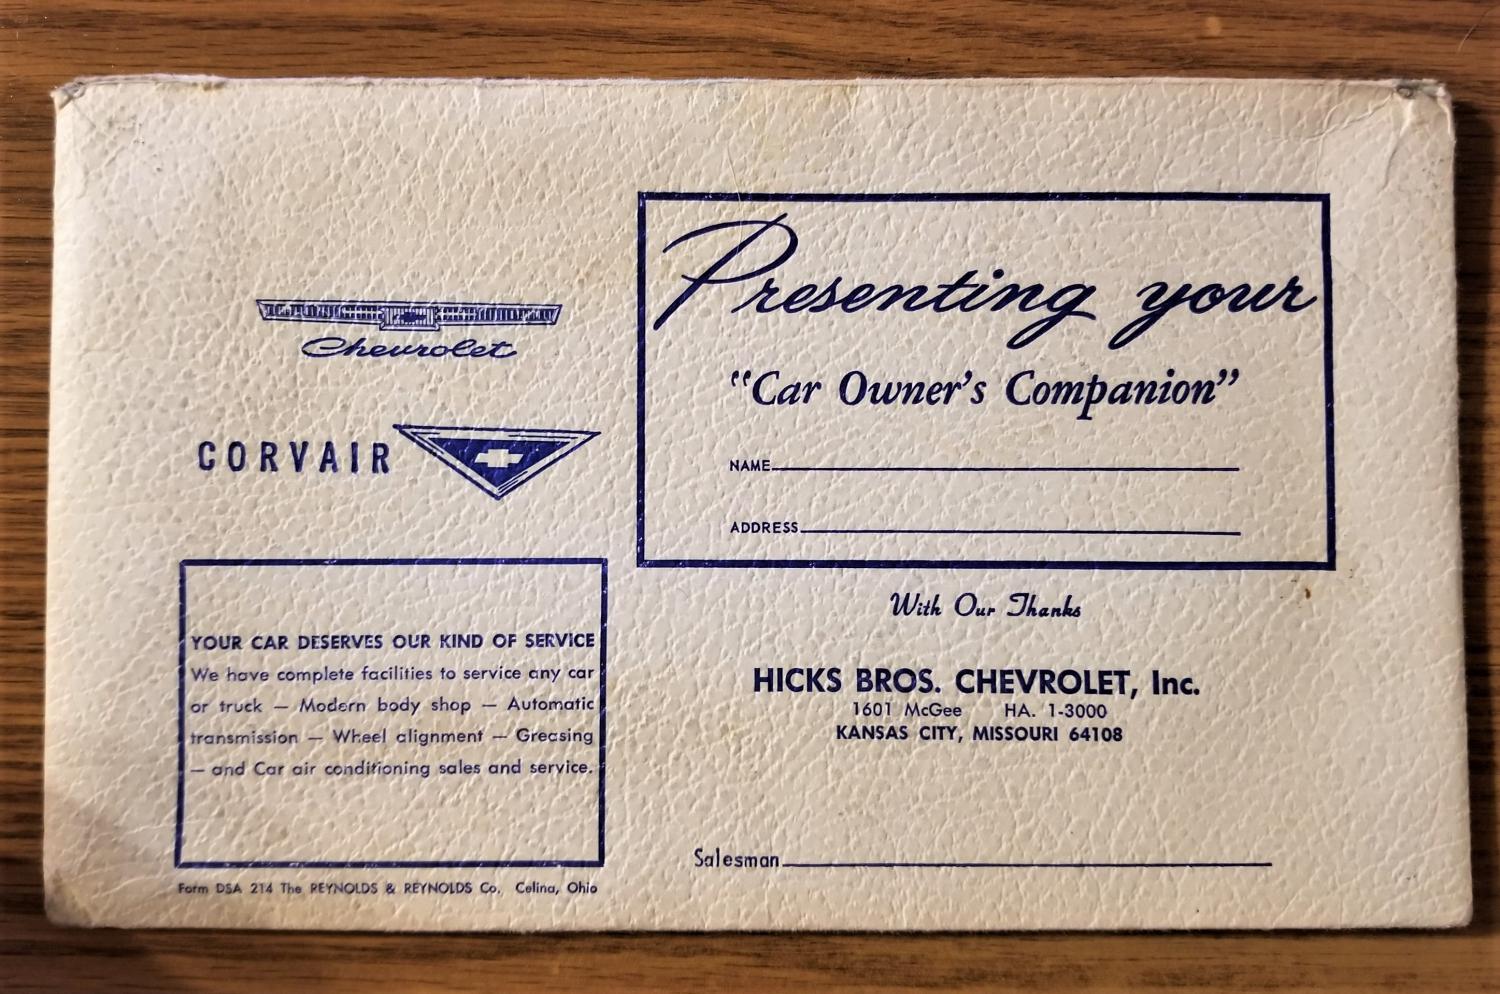 Chevrolet
CORVAIR
YOUR CAR DESERVES OUR KIND OF SERVICE
We have complete facilities to service any car
or truck — Modern body shop — Automatic
transmission — Wheel alignment — Greasing
— and Car air conditioning sales and service.
Form DSA 214 The REYNOLDS & REYNOLDS Co. Celina, Ohio
Presenting your
"Car Owner's Companion"
NAME
ADDRESS
With Our Thanks
HICKS BROS. CHEVROLET, Inc.
1601 McGee HA. 1-3000
KANSAS CITY, MISSOURI 64108
Salesman